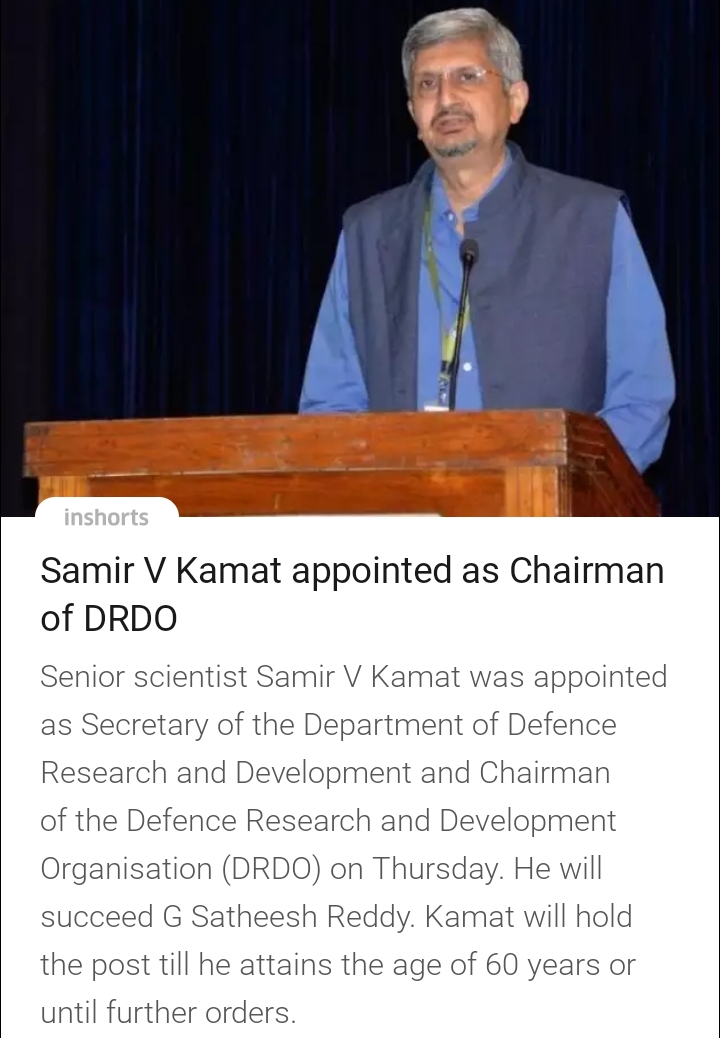 inshorts
Samir V Kamat appointed as Chairman
of DRDO
Senior scientist Samir V Kamat was appointed
as Secretary of the Department of Defence
Research and Development and Chairman
of the Defence Research and Development
Organisation (DRDO) on Thursday. He will
succeed G Satheesh Reddy. Kamat will hold
the post till he attains the age of 60 years or
until further orders.